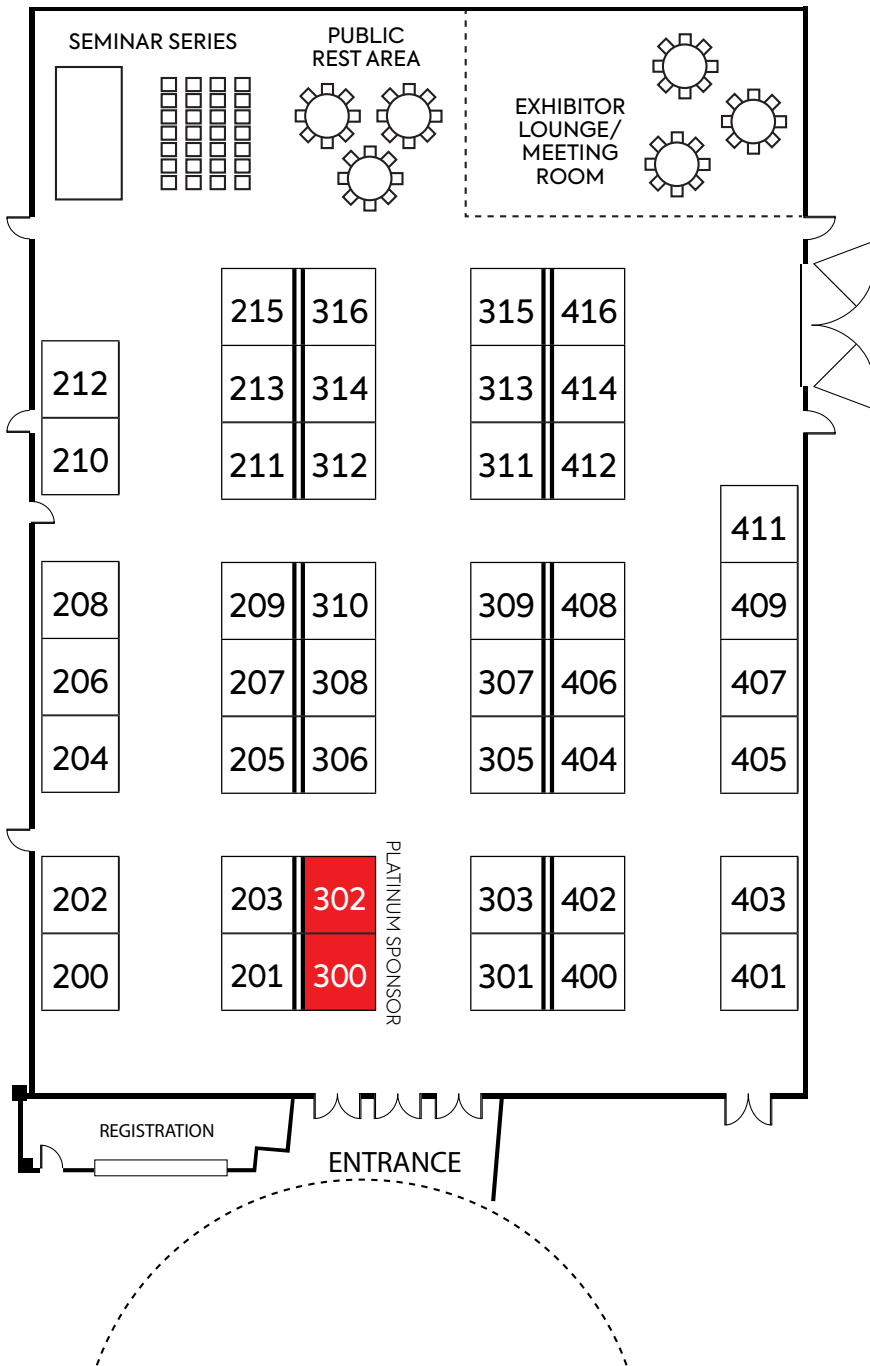 SEMINAR SERIES
PUBLIC
REST AREA
EXHIBITOR
LOUNGE/
MEETING
ROOM
215 316 315 416
212 213 314 313 414
210 211 312 311 412
411
208 209 310 309 408 409
206 207 308 307 406 407
204 205 306 305 404 405
202 203 302 303 402 403
200 201 300 301 400 401
PLATINUM SPONSOR
REGISTRATION
ENTRANCE